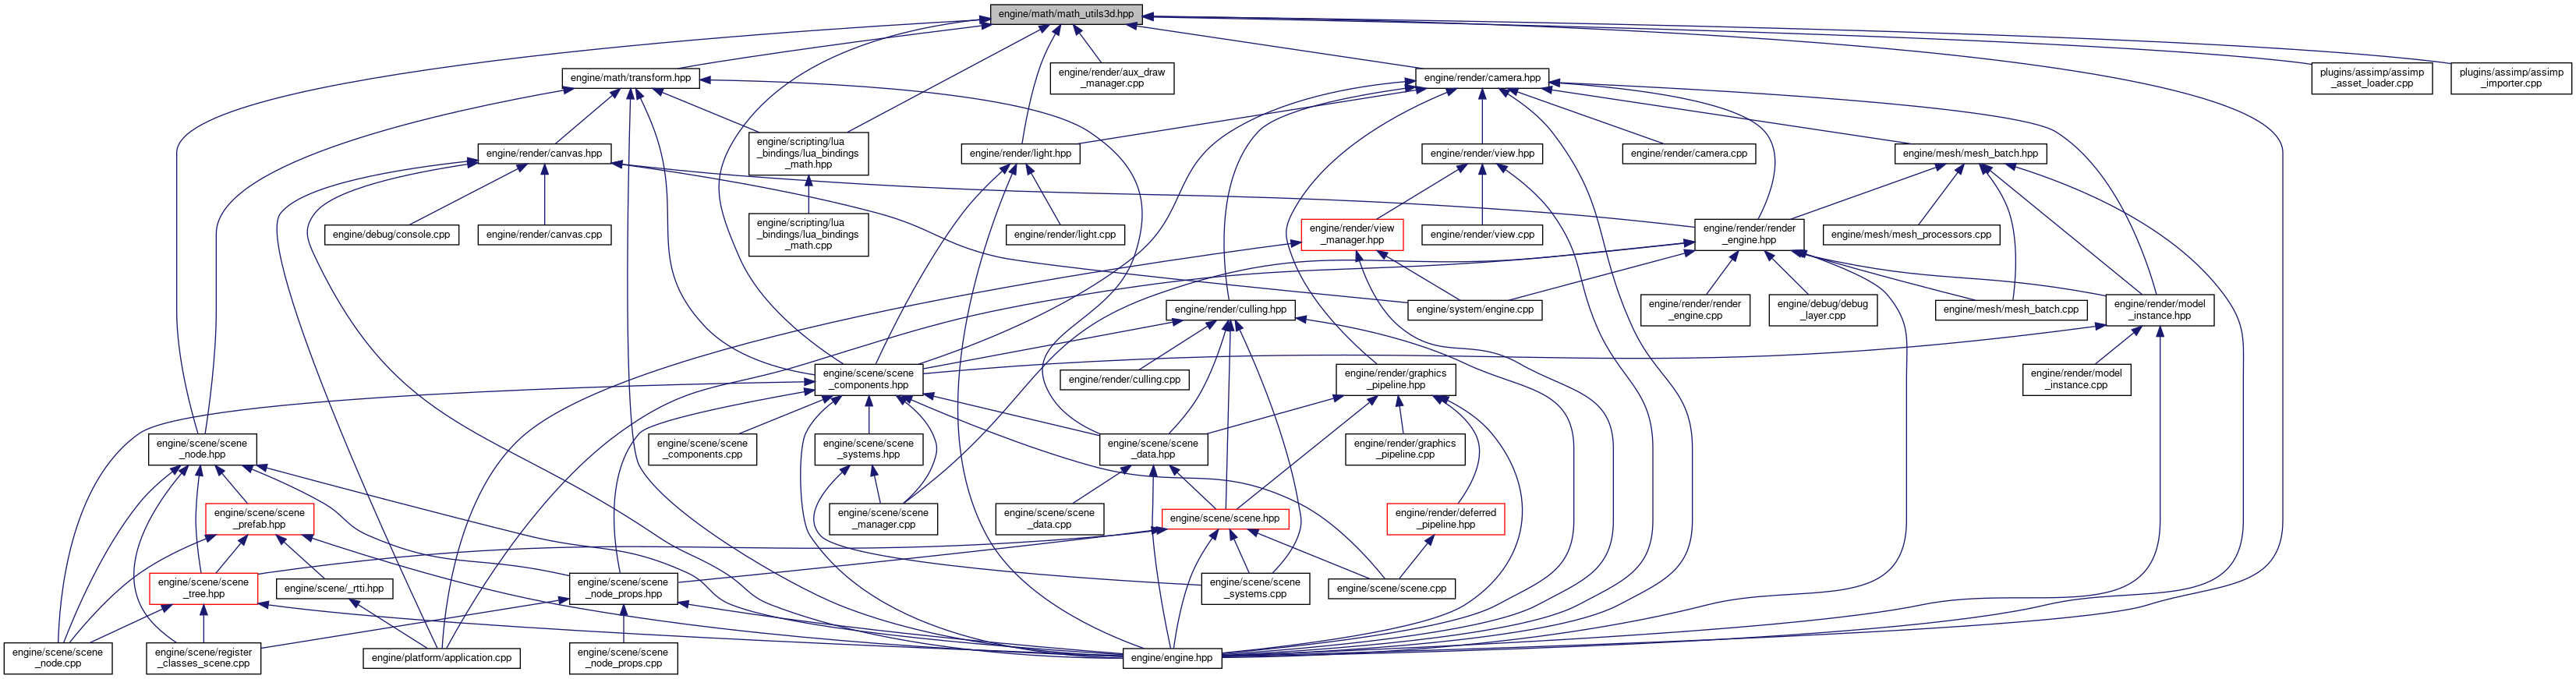 engine/math/math_utils3d.hpp
engine/math/transform.hpp
engine/render/aux_draw
_manager.cpp
engine/render/camera.hpp
plugins/assimp/assimp
_asset_loader.cpp
plugins/assimp/assimp
_importer.cpp
engine/render/canvas.hpp
engine/scripting/lua
_bindings/lua_bindings
_math.hpp
engine/render/light.hpp
engine/render/view.hpp
engine/render/camera.cpp
engine/mesh/mesh_batch.hpp
engine/debug/console.cpp
engine/render/canvas.cpp
engine/scripting/lua
_bindings/lua_bindings
_math.cpp
engine/render/light.cpp
engine/render/view
_manager.hpp
engine/render/view.cpp
engine/render/render
_engine.hpp
engine/mesh/mesh_processors.cpp
engine/render/culling.hpp
engine/system/engine.cpp
engine/render/render
_engine.cpp
engine/debug/debug
_layer.cpp
engine/mesh/mesh_batch.cpp
engine/render/model
_instance.hpp
engine/scene/scene
_components.hpp
engine/render/culling.cpp
engine/render/graphics
_pipeline.hpp
engine/render/model
_instance.cpp
engine/scene/scene
_node.hpp
engine/scene/scene
_components.cpp
engine/scene/scene
_systems.hpp
engine/scene/scene
_data.hpp
engine/render/graphics
_pipeline.cpp
engine/scene/scene
_prefab.hpp
engine/scene/scene
_manager.cpp
engine/scene/scene
_data.cpp
engine/scene/scene.hpp
engine/render/deferred
_pipeline.hpp
engine/scene/scene
_tree.hpp
engine/scene/_rtti.hpp
engine/scene/scene
_node_props.hpp
engine/scene/scene
_systems.cpp
engine/scene/scene.cpp
engine/scene/scene
_node.cpp
engine/scene/register
_classes_scene.cpp
engine/platform/application.cpp
engine/scene/scene
_node_props.cpp
engine/engine.hpp